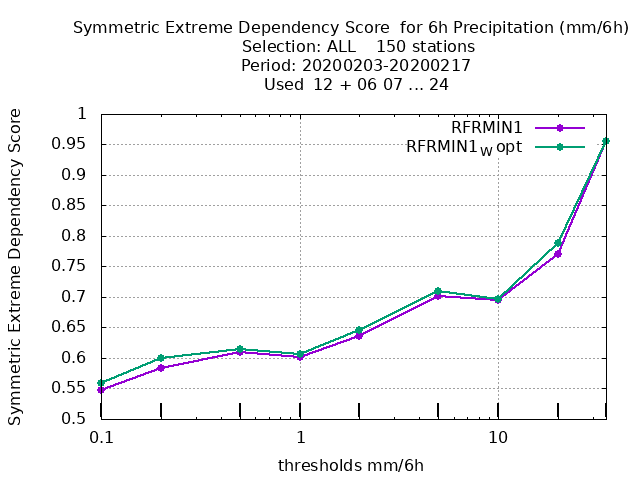 Symmetric Extreme Dependency Score  for 6h Precipitation (mm/6h)
Selection: ALL    150 stations
Period: 20200203-20200217
Used  12 + 06 07 ... 24
Symmetric Extreme Dependency Score
1
0.95
0.9
0.85
0.8
0.75
0.7
0.65
0.6
0.55
0.5
RFRMIN1
RFRMIN1W opt
0.1 1 10
thresholds mm/6h